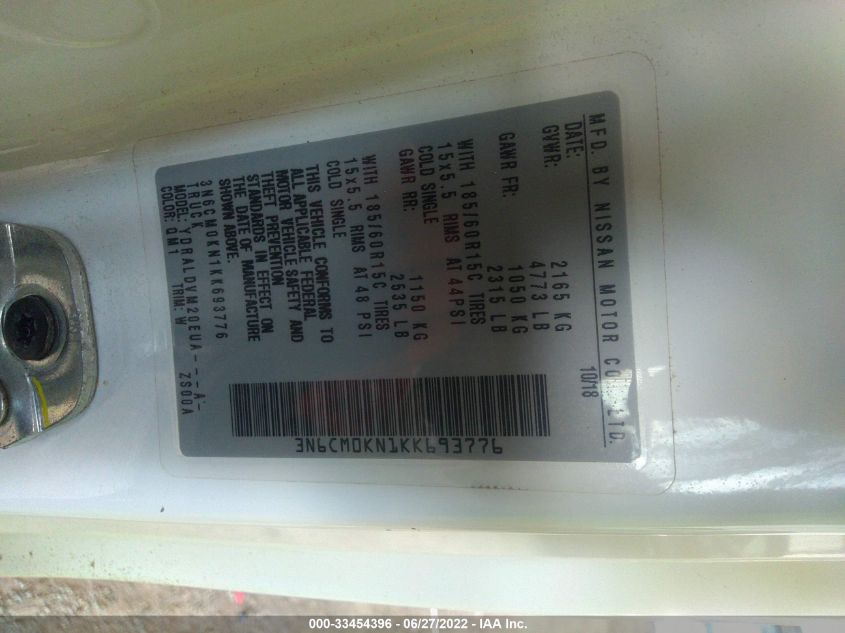 MFD. BY NISSAN MOTOR CO., LTD.
DATE: 10/18
GVWR: 2165 KG
4773 LB
GAWR FR: 1050 KG
2315 LB
WITH 185/60R15C TIRES
15x5.5 RIMS AT 44PSI
COLD SINGLE
GAWR RR: 1150 KG
2535 LB
WITH 185/60R15C TIRES
15x5.5 RIMS AT 48 PSI
COLD SINGLE
THIS VEHICLE CONFORMS TO
ALL APPLICABLE FEDERAL
MOTOR VEHICLE SAFETY AND
THEFT PREVENTION
STANDARDS IN EFFECT ON
THE DATE OF MANUFACTURE
SHOWN ABOVE.
3N6CM0KN1KK693776
TRUCK
MODEL: YDRALDVM20EUA---A-
COLOR: QM1 TRIM: W ZS00A
3N6CM0KN1KK693776
000-33454396 - 06/27/2022 - IAA Inc.